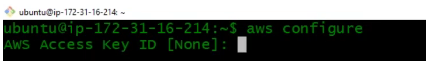 ubuntu@ip-172-31-16-214: ~
ubuntu@ip-172-31-16-214:~$ aws configure
AWS Access Key ID [None]: